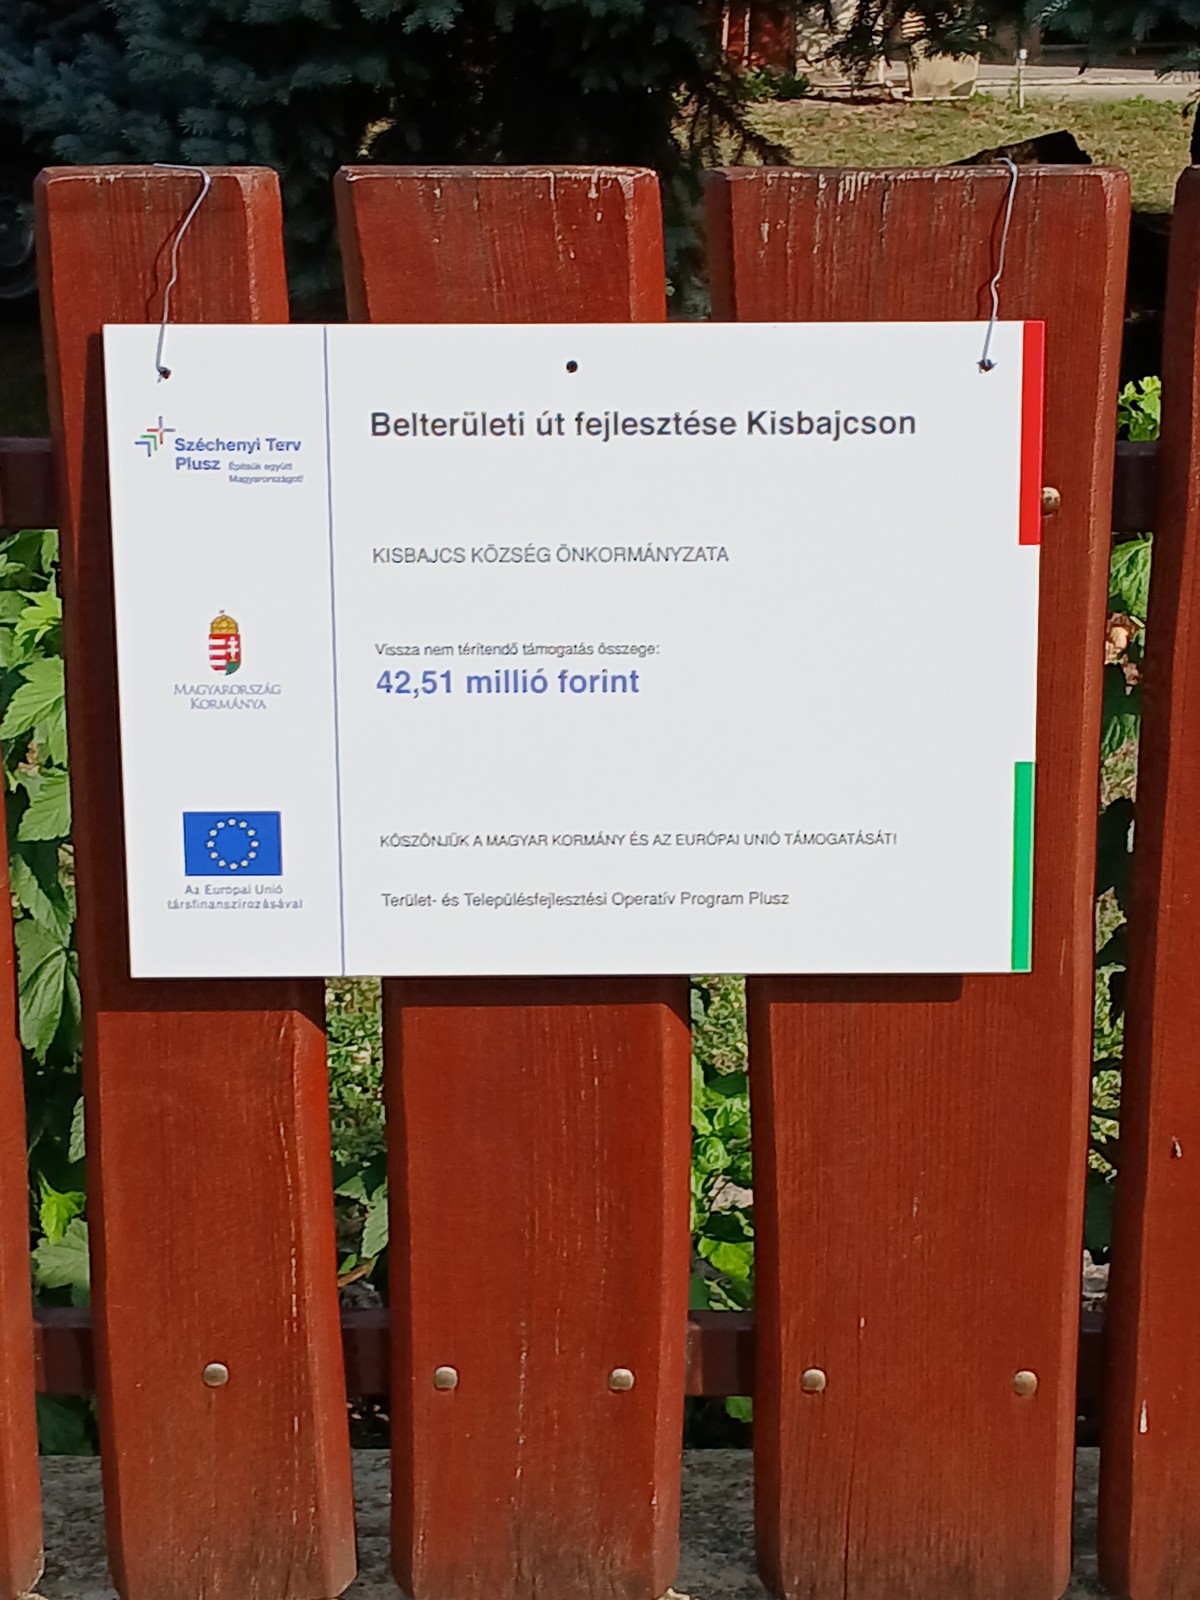 Széchenyi Terv
Plusz
Építsük együtt
Magyarországot!
MAGYARORSZÁG
KORMÁNYA
Az Európai Unió
társfinanszírozásával
Belterületi út fejlesztése Kisbajcson
KISBAJCS KÖZSÉG ÖNKORMÁNYZATA
Vissza nem térítendő támogatás összege:
42,51 millió forint
KÖSZÖNJÜK A MAGYAR KORMÁNY ÉS AZ EURÓPAI UNIÓ TÁMOGATÁSÁT!
Terület- és Településfejlesztési Operatív Program Plusz